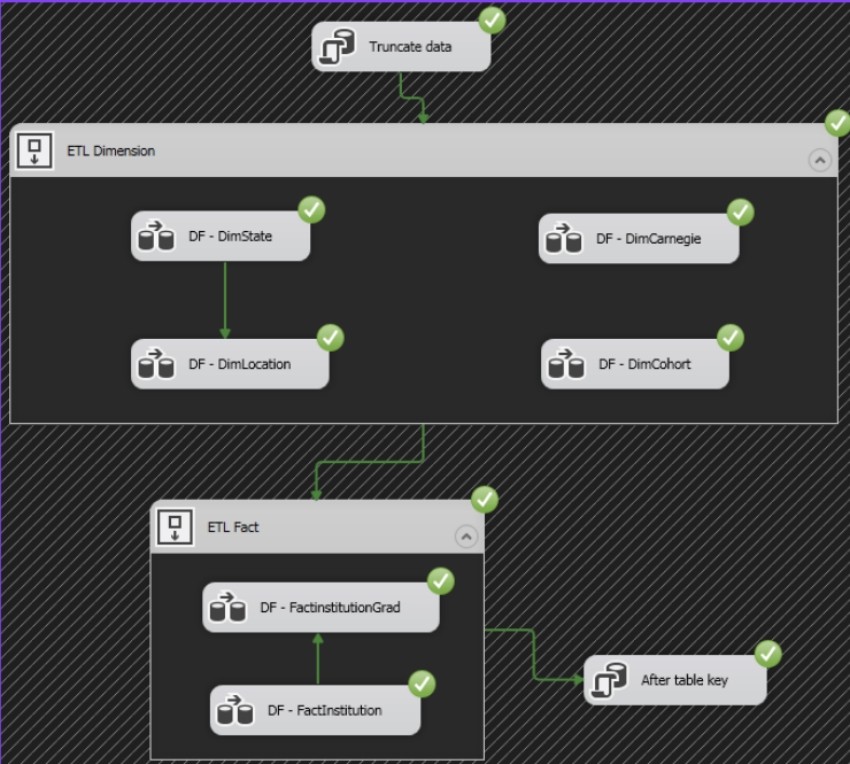 Truncate data
ETL Dimension
DF - DimState
DF - DimCarnegie
DF - DimLocation
DF - DimCohort
ETL Fact
DF - FactinstitutionGrad
DF - FactInstitution
After table key